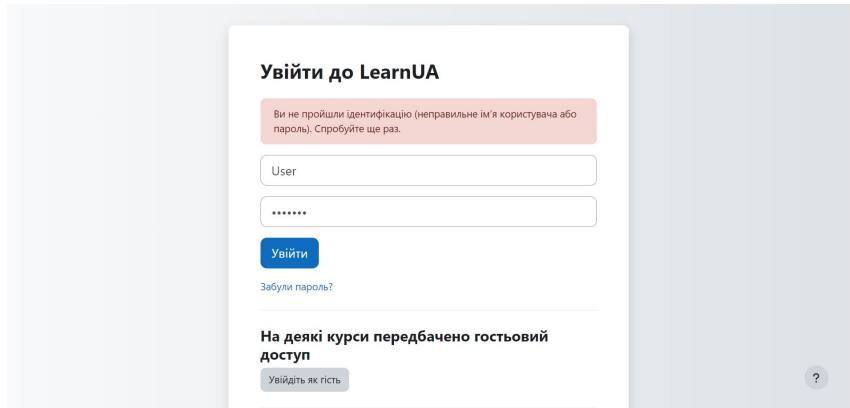 Увійти до LearnUA
Ви не пройшли ідентифікацію (неправильне ім'я користувача або
пароль). Спробуйте ще раз.
User
•••••••
Увійти
Забули пароль?
На деякі курси передбачено гостьовий
доступ
Увійдіть як гість
?